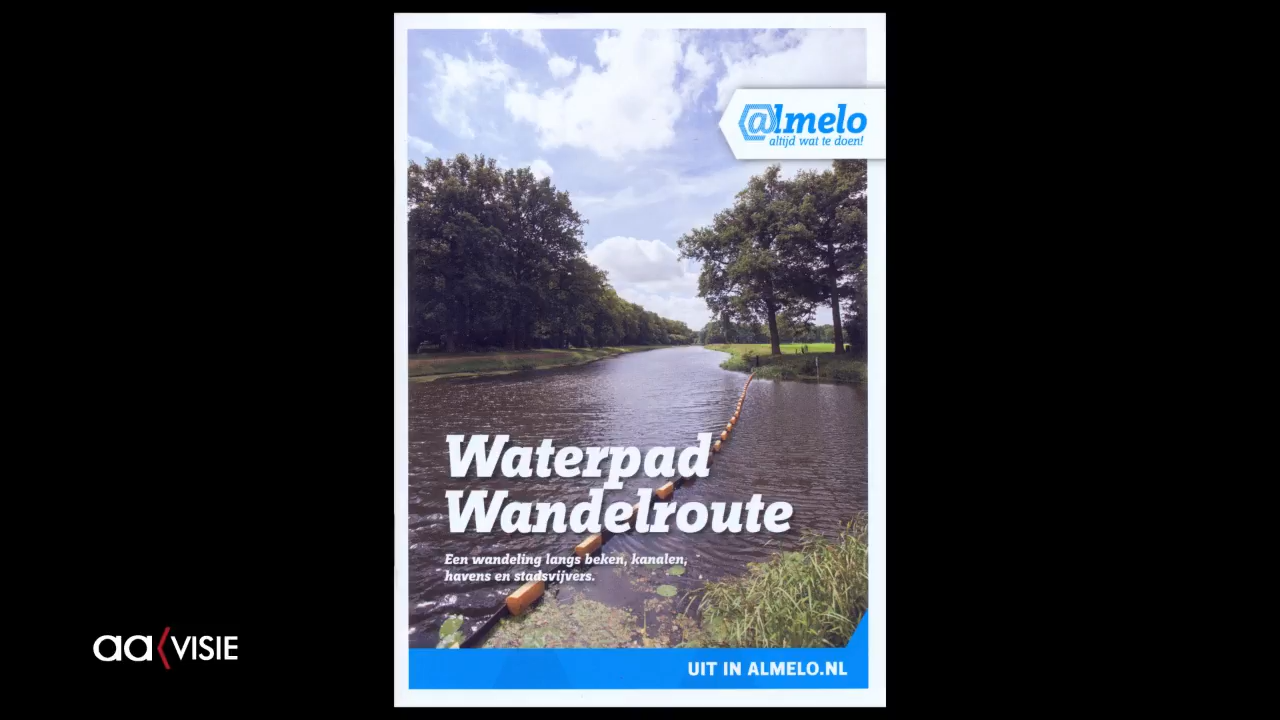 @lmelo
altijd wat te doen!
Waterpad
Wandelroute
Een wandeling langs beken, kanalen,
havens en stadsvijvers.
UIT IN ALMELO.NL
aa VISIE